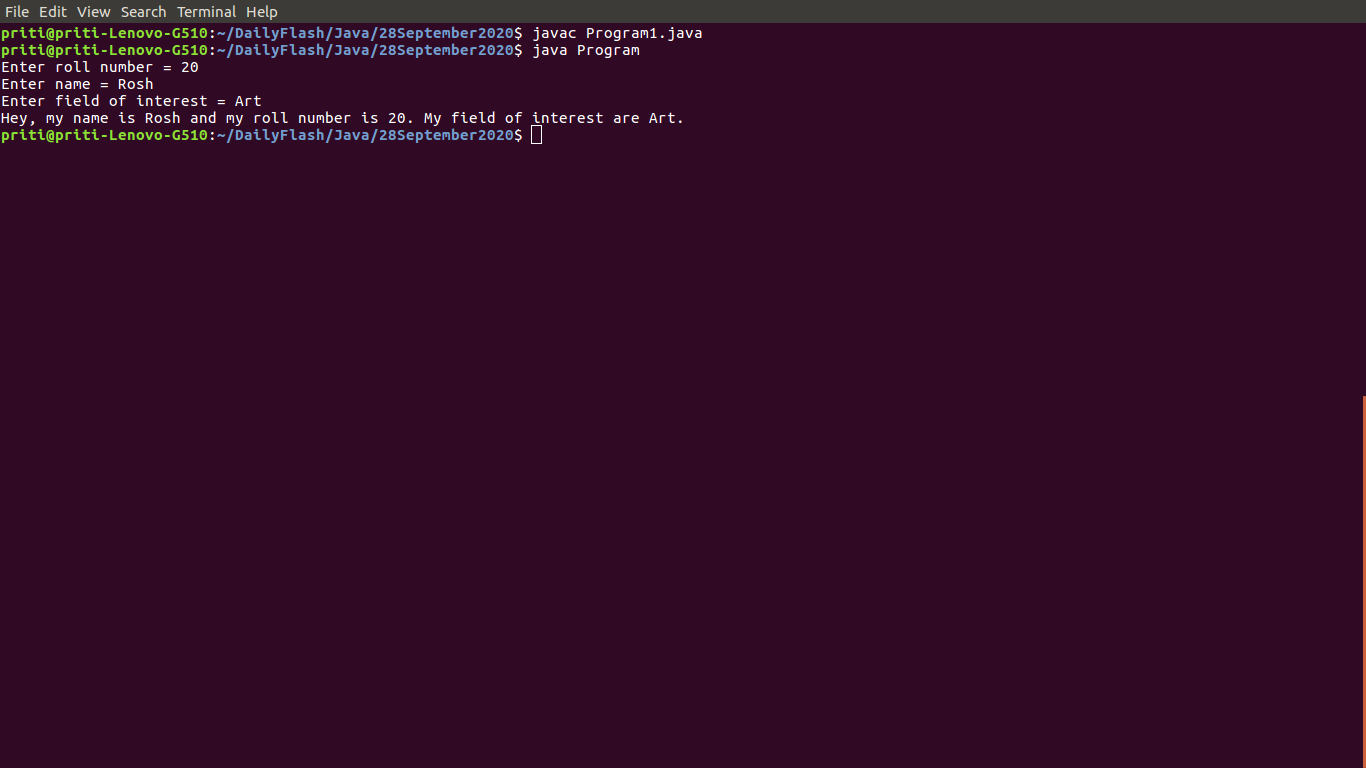 File Edit View Search Terminal Help
priti@priti-Lenovo-G510:~/DailyFlash/Java/28September2020$ javac Program1.java
priti@priti-Lenovo-G510:~/DailyFlash/Java/28September2020$ java Program
Enter roll number = 20
Enter name = Rosh
Enter field of interest = Art
Hey, my name is Rosh and my roll number is 20. My field of interest are Art.
priti@priti-Lenovo-G510:~/DailyFlash/Java/28September2020$